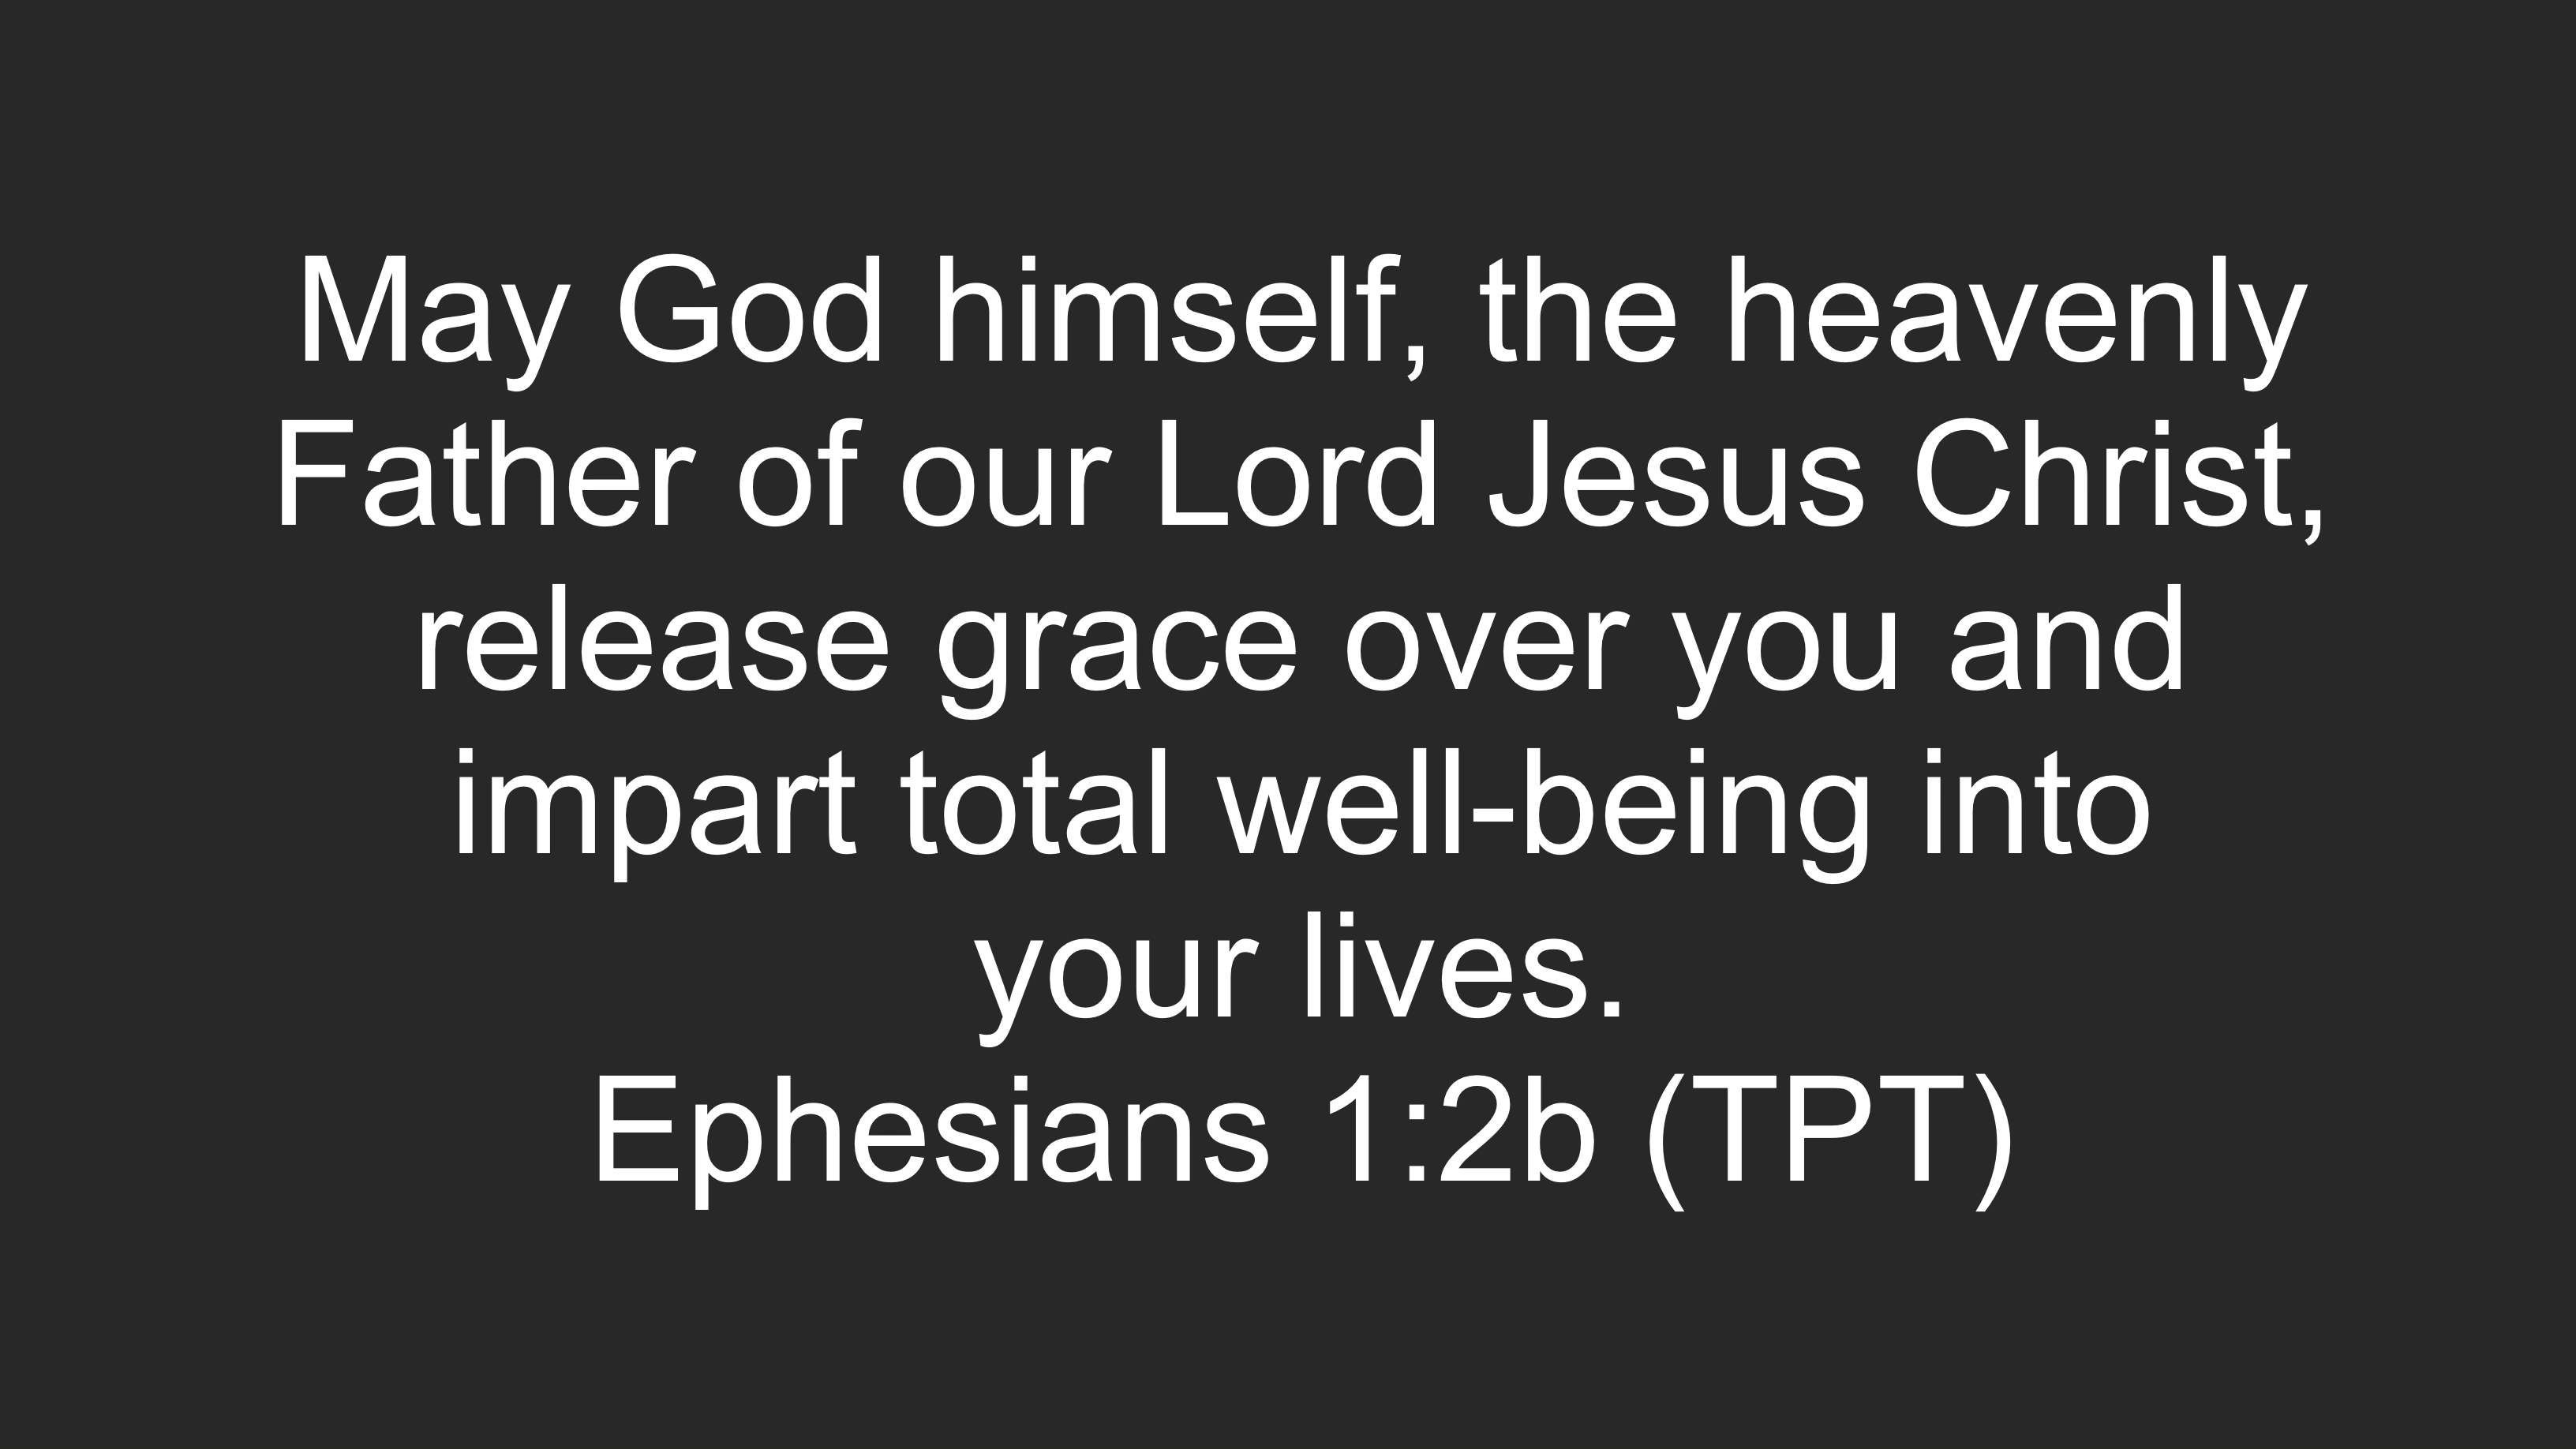 May God himself, the heavenly
Father of our Lord Jesus Christ,
release grace over you and
impart total well-being into
your lives.
Ephesians 1:2b (TPT)